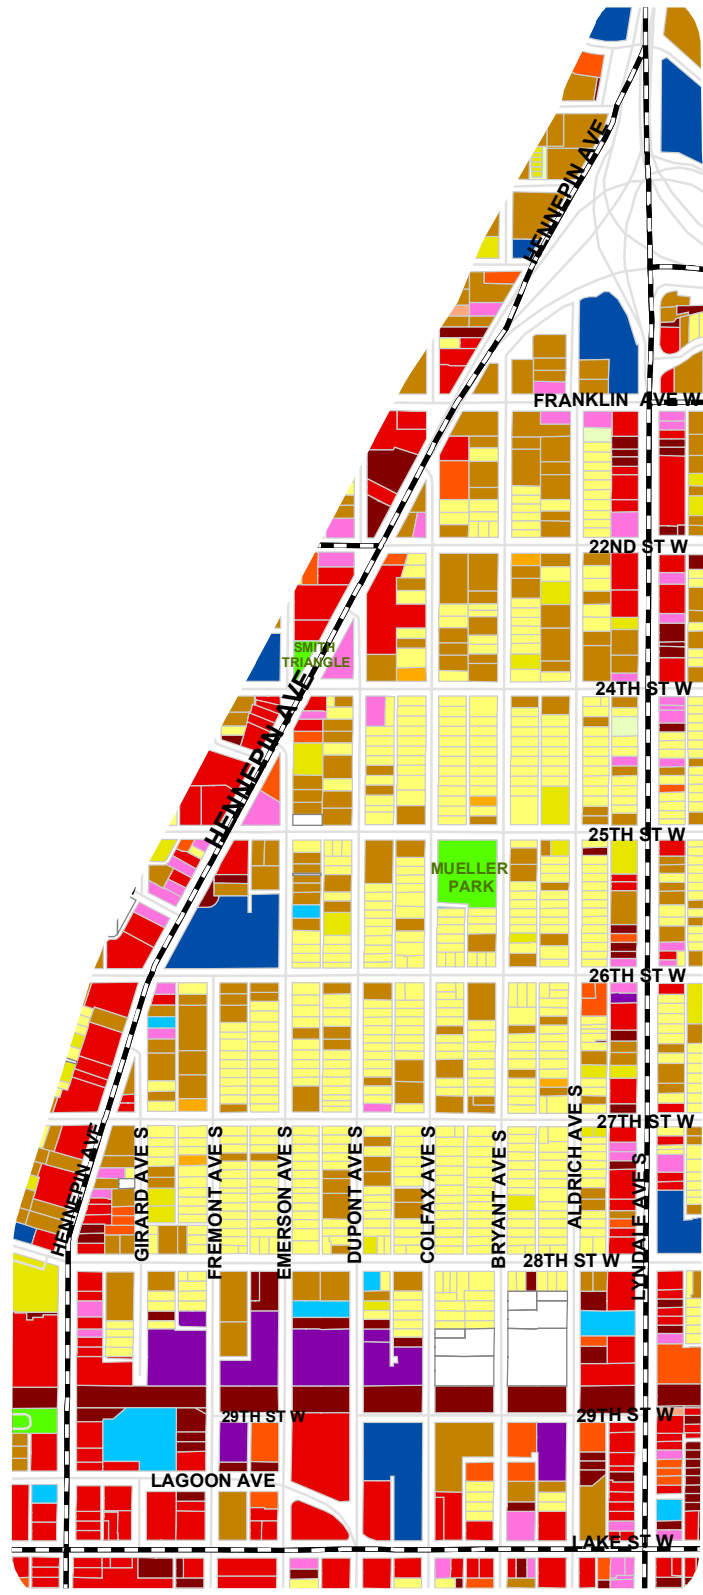 HENNEPIN AVE
FRANKLIN AVE W
22ND ST W
SMITH
TRIANGLE
24TH ST W
HENNEPIN AVE
25TH ST W
MUELLER
PARK
26TH ST W
27TH ST W
HENNEPIN AVE
GIRARD AVE S
FREMONT AVE S
EMERSON AVE S
DUPONT AVE S
COLFAX AVE S
BRYANT AVE S
ALDRICH AVE S
LYNDALE AVE S
28TH ST W
29TH ST W
29TH ST W
LAGOON AVE
LAKE ST W